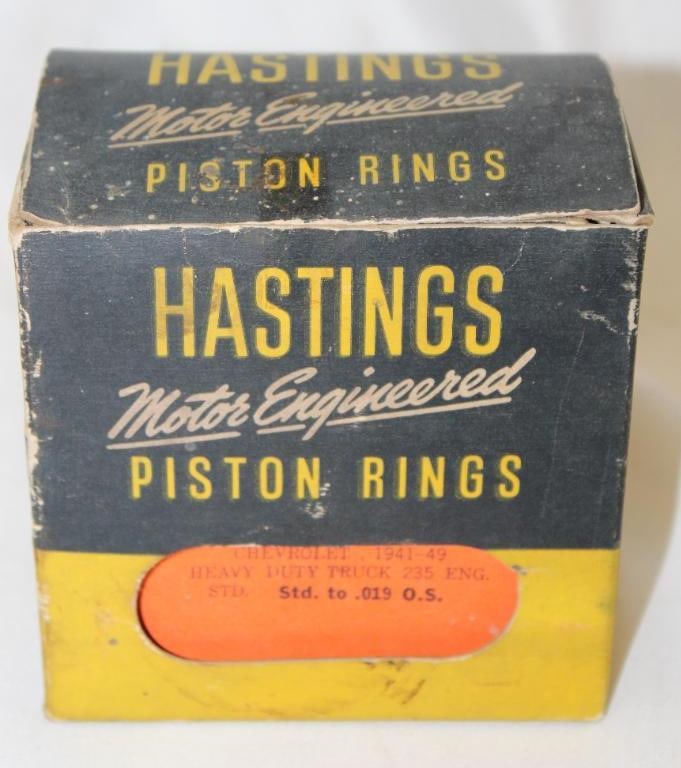 HASTINGS
Motor Engineered
PISTON RINGS
HASTINGS
Motor Engineered
PISTON RINGS
CHEVROLET, 1941-49
HEAVY DUTY TRUCK 235 ENG.
STD. Std. to .019 O.S.